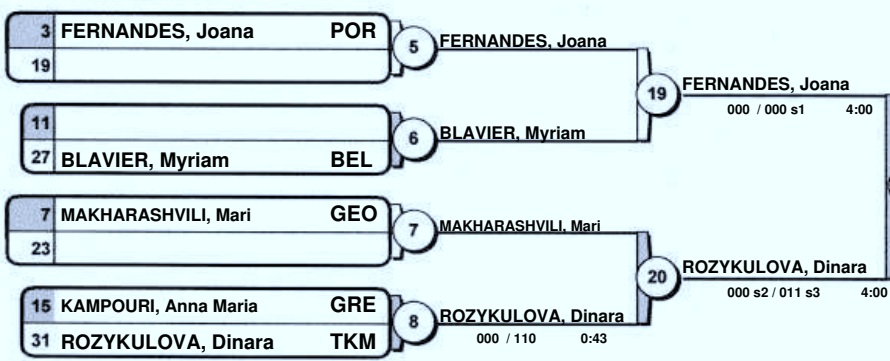 3 FERNANDES, Joana POR
19
5 FERNANDES, Joana
11
27 BLAVIER, Myriam BEL
6 BLAVIER, Myriam
19 FERNANDES, Joana
000 / 000 s1 4:00
7 MAKHARASHVILI, Mari GEO
23
7 MAKHARASHVILI, Mari
15 KAMPOURI, Anna Maria GRE
31 ROZYKULOVA, Dinara TKM
8 ROZYKULOVA, Dinara
000 / 110 0:43
20 ROZYKULOVA, Dinara
000 s2 / 011 s3 4:00